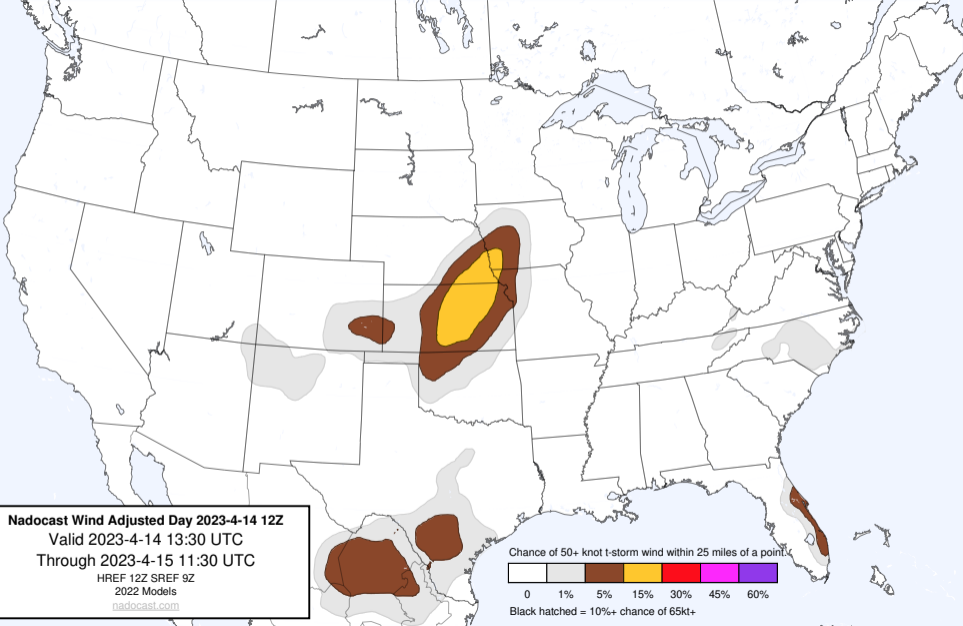 Nadocast Wind Adjusted Day 2023-4-14 12Z
Valid 2023-4-14 13:30 UTC
Through 2023-4-15 11:30 UTC
HREF 12Z SREF 9Z
2022 Models
nadocast.com
Chance of 50+ knot t-storm wind within 25 miles of a point.
0 1% 5% 15% 30% 45% 60%
Black hatched = 10%+ chance of 65kt+